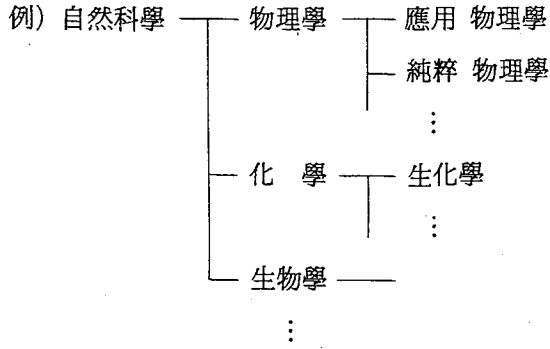 例) 自然科學 物理學 應用 物理學
純粹 物理學
⋮
化 學 生化學
⋮
生物學
⋮